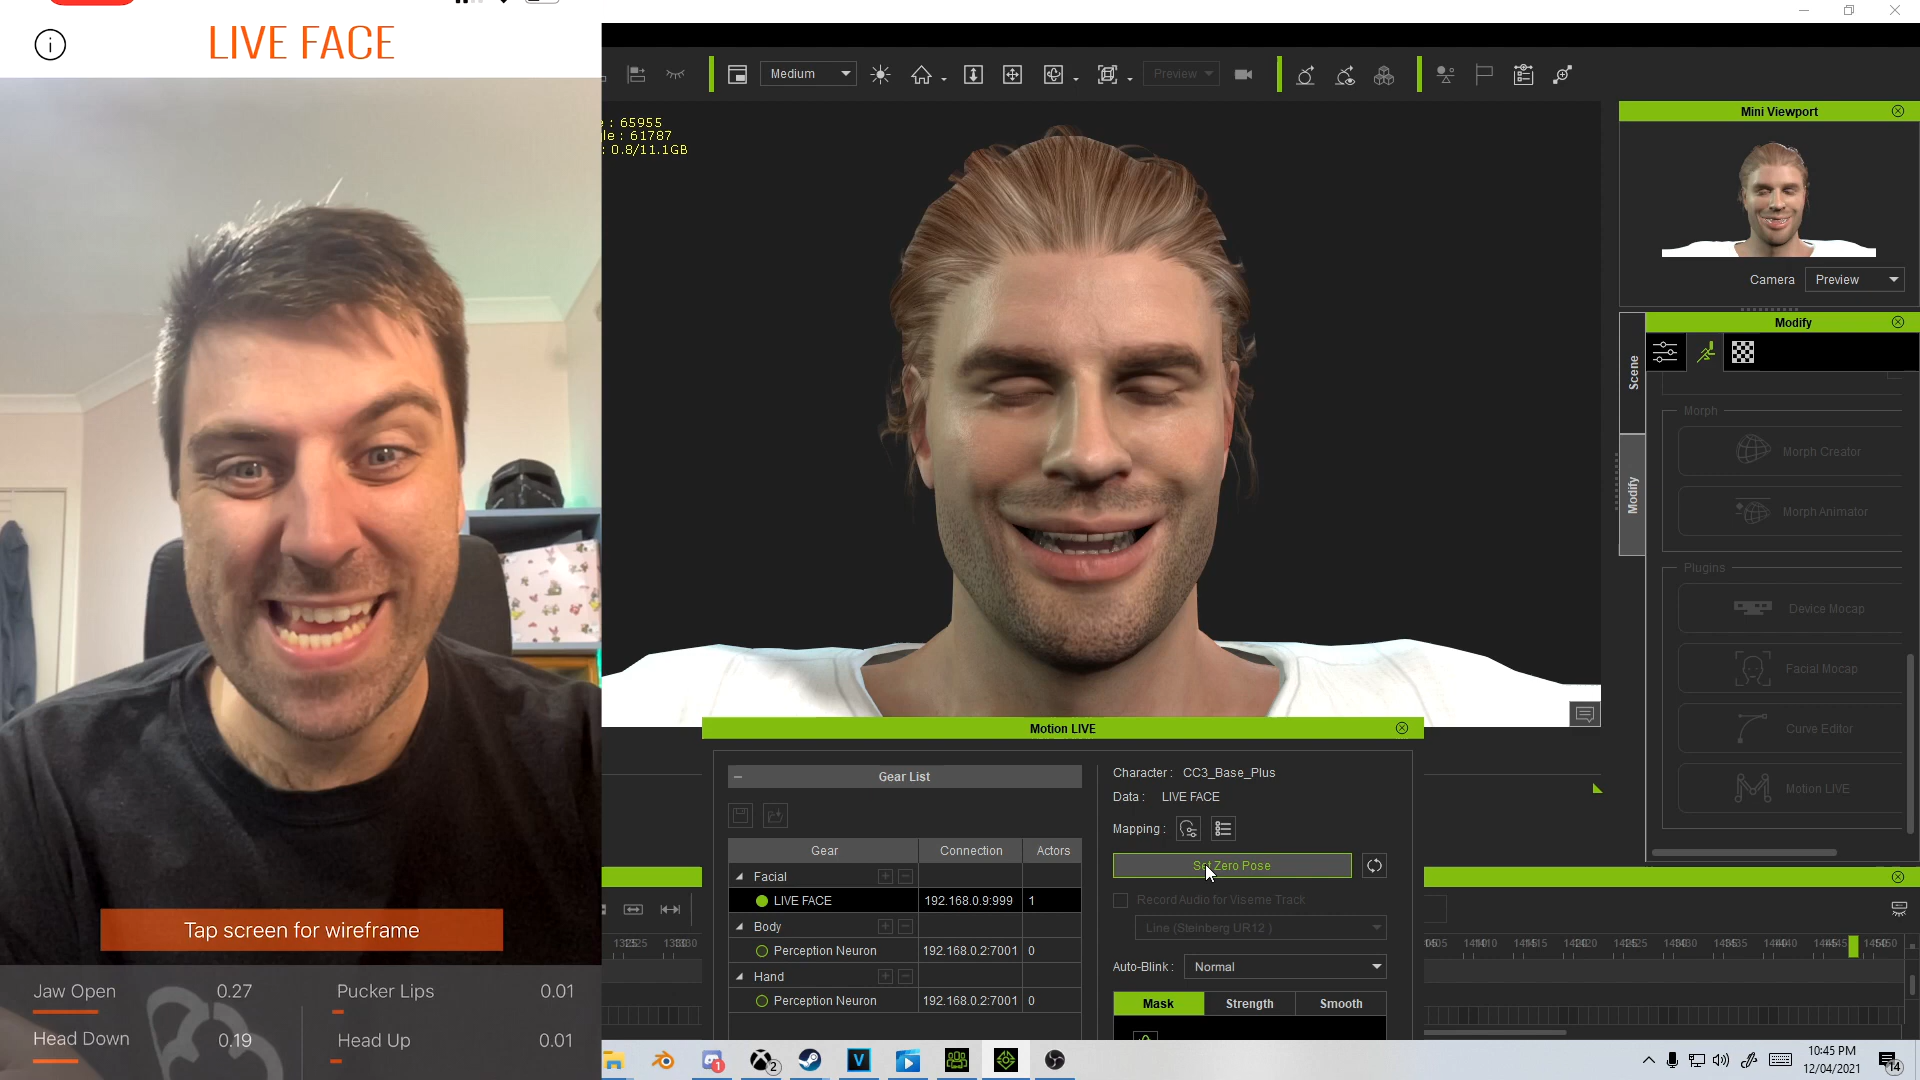 LIVE FACE
Medium
Preview
: 65955
le : 61787
: 0.8/11.1GB
Mini Viewport
Camera
Preview
Modify
Scene
Modify
Morph
Morph Creator
Morph Animator
Plugins
Device Mocap
Facial Mocap
Curve Editor
Motion LIVE
Motion LIVE
Gear List
Gear Connection Actors
Facial
LIVE FACE 192.168.0.9:999 1
Body
Perception Neuron 192.168.0.2:7001 0
Hand
Perception Neuron 192.168.0.2:7001 0
Character : CC3_Base_Plus
Data : LIVE FACE
Mapping :
Set Zero Pose
Record Audio for Viseme Track
Line (Steinberg UR12 )
Auto-Blink : Normal
Mask Strength Smooth
Tap screen for wireframe
Jaw Open 0.27 Pucker Lips 0.01
Head Down 0.19 Head Up 0.01
1
2
V
10:45 PM
12/04/2021
14